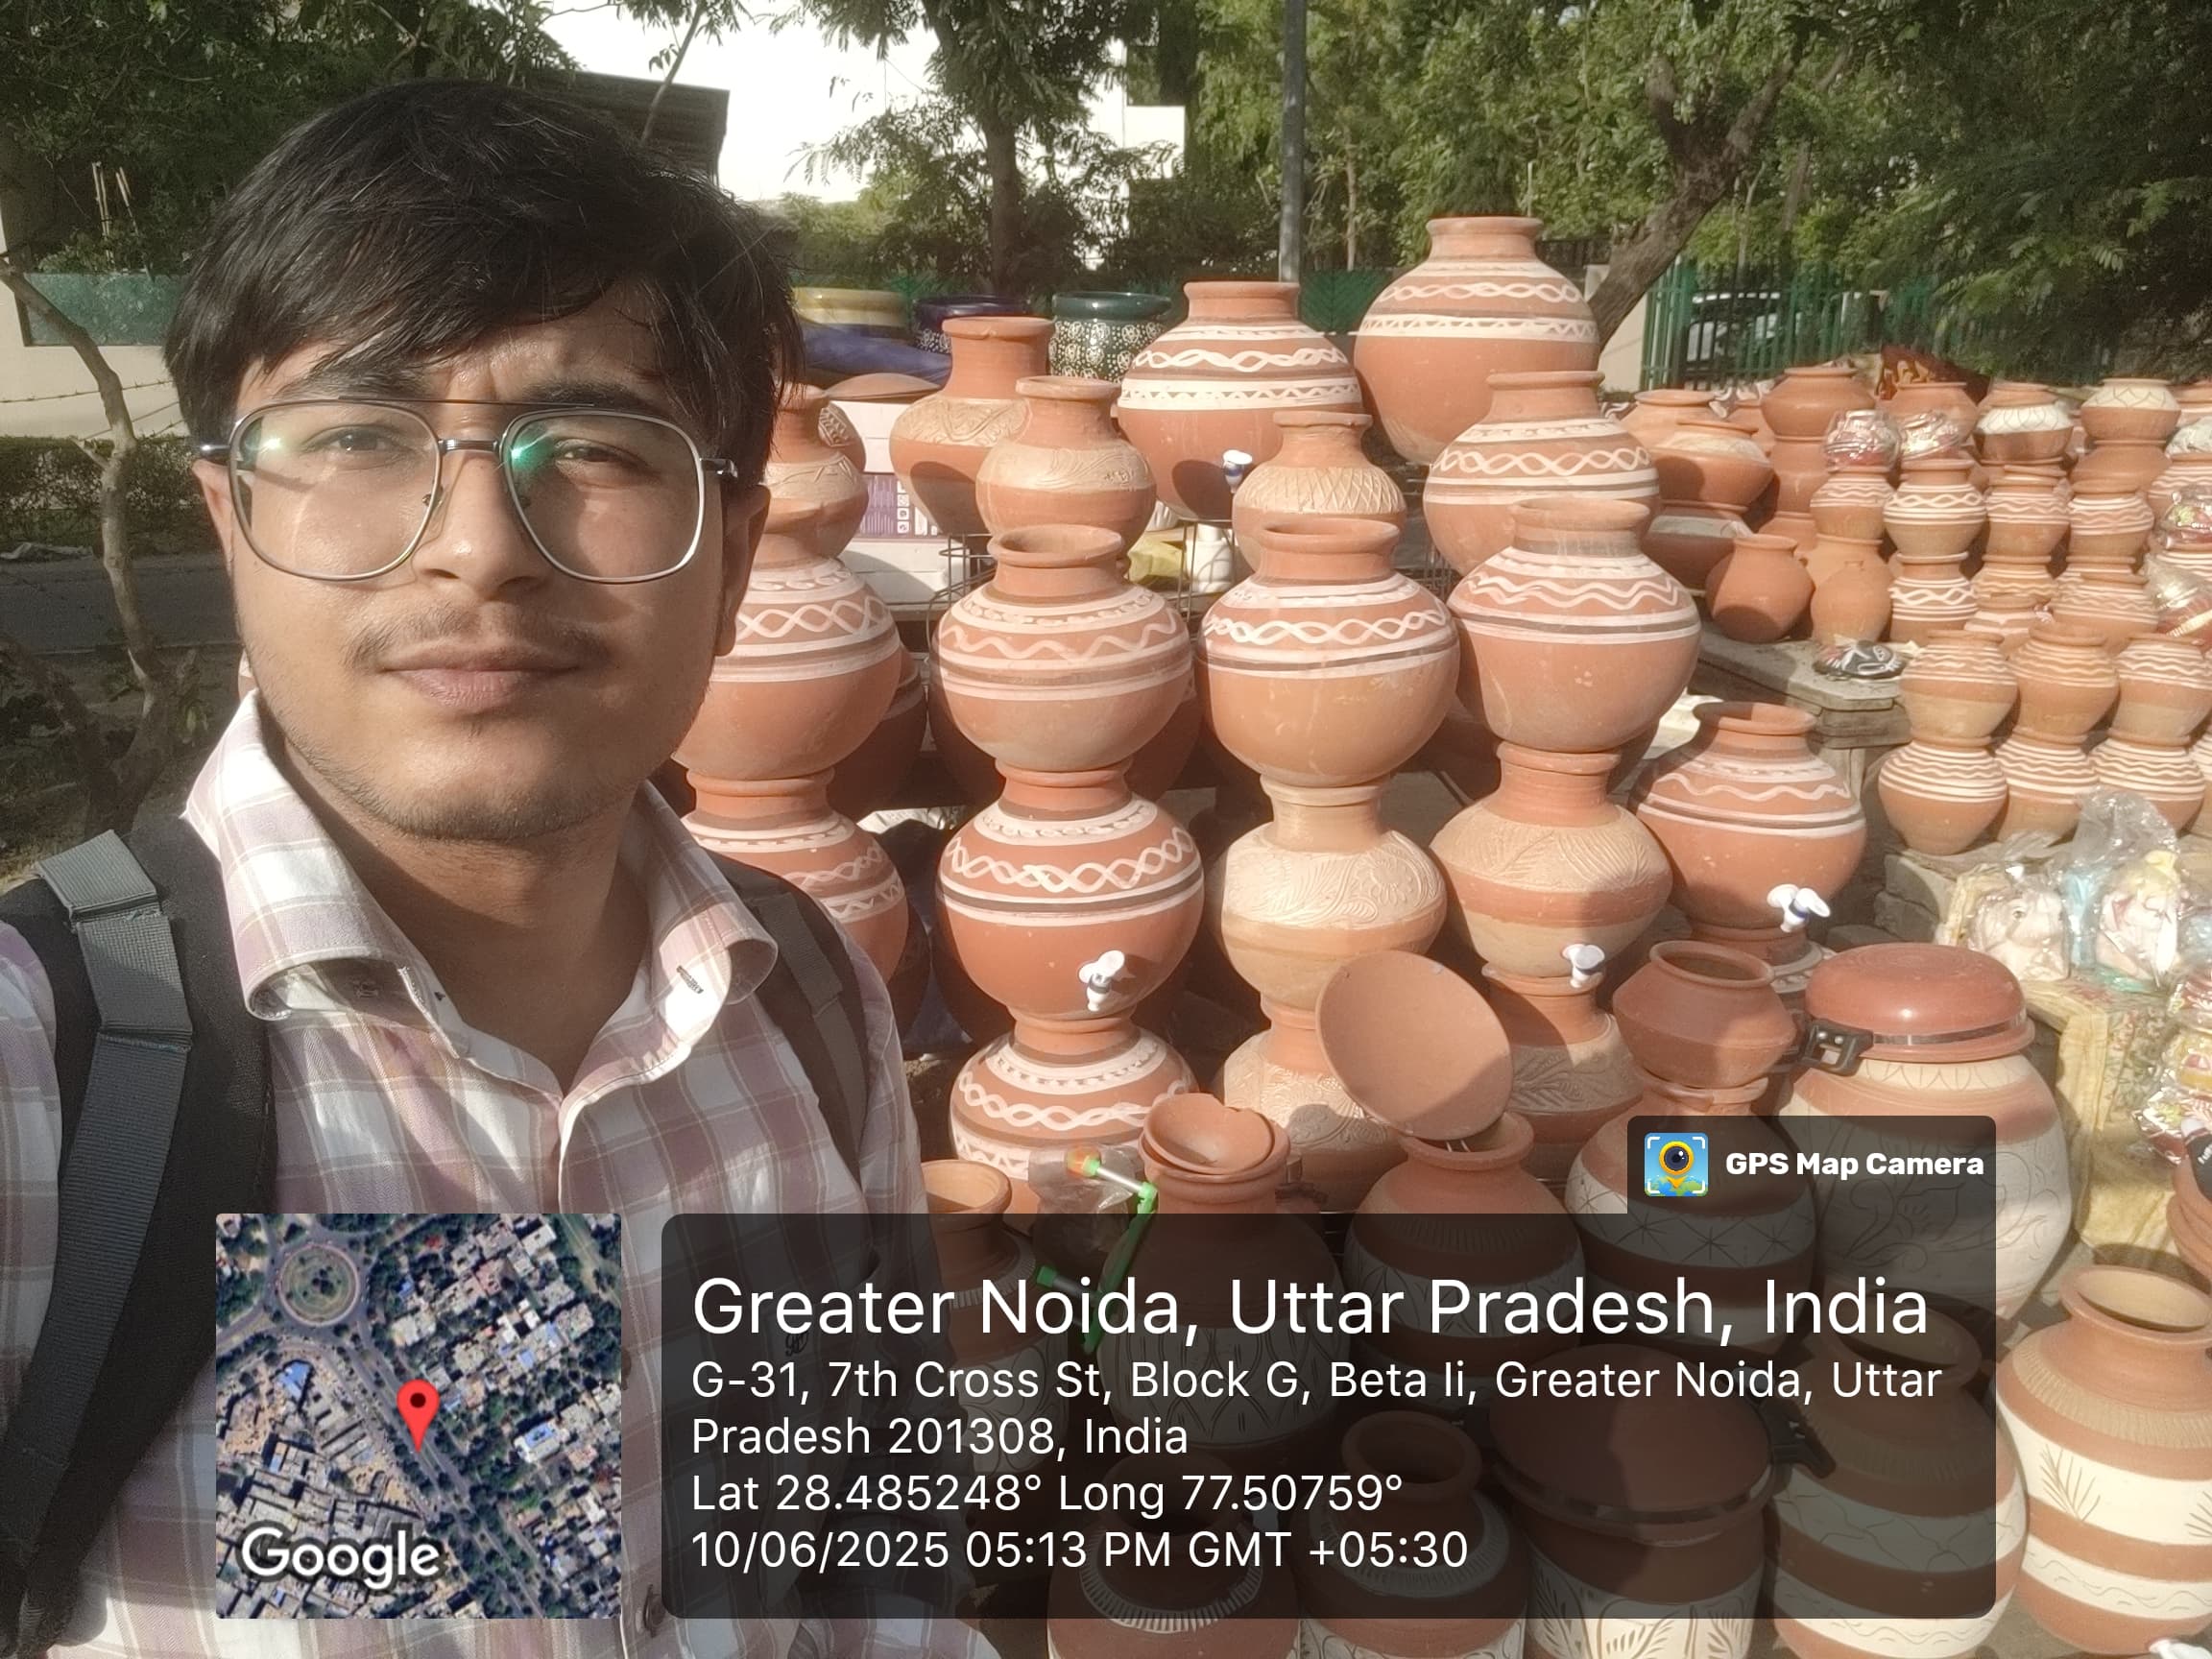 GPS Map Camera
Greater Noida, Uttar Pradesh, India
G-31, 7th Cross St, Block G, Beta Ii, Greater Noida, Uttar
Pradesh 201308, India
Lat 28.485248° Long 77.50759°
10/06/2025 05:13 PM GMT +05:30
Google